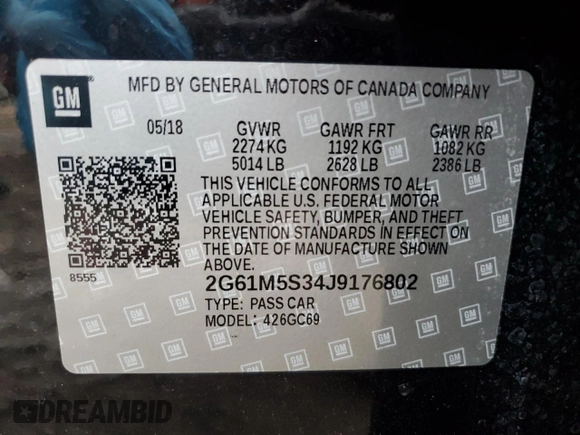 GM
MFD BY GENERAL MOTORS OF CANADA COMPANY
05/18 GVWR GAWR FRT GAWR RR
2274 KG 1192 KG 1082 KG
5014 LB 2628 LB 2386 LB
THIS VEHICLE CONFORMS TO ALL
APPLICABLE U.S. FEDERAL MOTOR
VEHICLE SAFETY, BUMPER, AND THEFT
PREVENTION STANDARDS IN EFFECT ON
THE DATE OF MANUFACTURE SHOWN
ABOVE.
8555
2G61M5S34J9176802
TYPE: PASS CAR
MODEL: 426GC69
DREAMBID